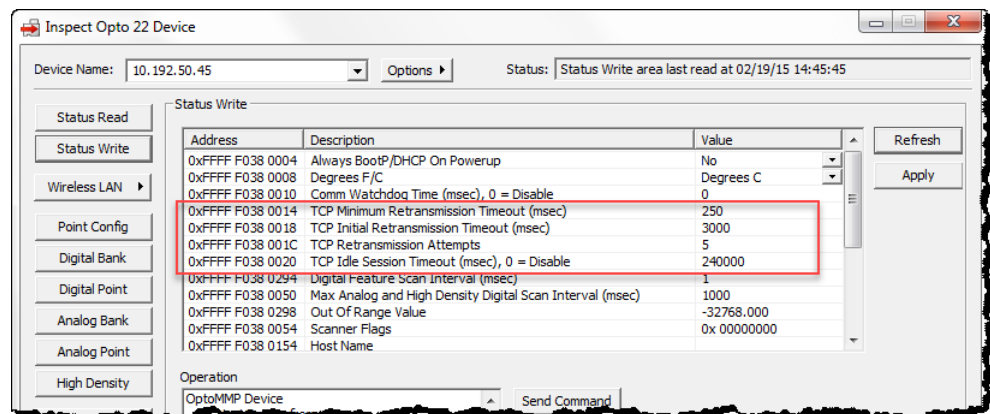 Inspect Opto 22 Device
Device Name: 10.192.50.45 Options Status: Status Write area last read at 02/19/15 14:45:45
Status Read
Status Write
Wireless LAN
Point Config
Digital Bank
Digital Point
Analog Bank
Analog Point
High Density
Status Write
Address Description Value
0xFFFF F038 0004 Always BootP/DHCP On Powerup No
0xFFFF F038 0008 Degrees F/C Degrees C
0xFFFF F038 0010 Comm Watchdog Time (msec), 0 = Disable 0
0xFFFF F038 0014 TCP Minimum Retransmission Timeout (msec) 250
0xFFFF F038 0018 TCP Initial Retransmission Timeout (msec) 3000
0xFFFF F038 001C TCP Retransmission Attempts 5
0xFFFF F038 0020 TCP Idle Session Timeout (msec), 0 = Disable 240000
0xFFFF F038 0294 Digital Feature Scan Interval (msec) 1
0xFFFF F038 0050 Max Analog and High Density Digital Scan Interval (msec) 1000
0xFFFF F038 0298 Out Of Range Value -32768.000
0xFFFF F038 0054 Scanner Flags 0x 00000000
0xFFFF F038 0154 Host Name
Refresh
Apply
Operation
OptoMMP Device
Send Command